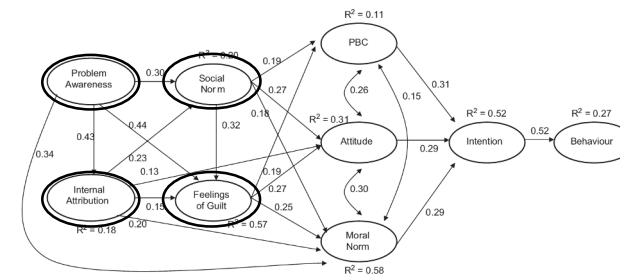 R² = 0.11
PBC
R² = 0.20
Problem
Awareness
0.30
Social
Norm
0.19
0.27
0.18
0.31
0.26
0.15
R² = 0.31
R² = 0.52
R² = 0.27
0.43
0.44
0.32
Attitude
0.29
Intention
0.52
Behaviour
0.34
0.23
0.13
0.19
0.27
0.25
0.30
0.29
Internal
Attribution
0.15
Feelings
of Guilt
0.20
R² = 0.18
R² = 0.57
Moral
Norm
R² = 0.58